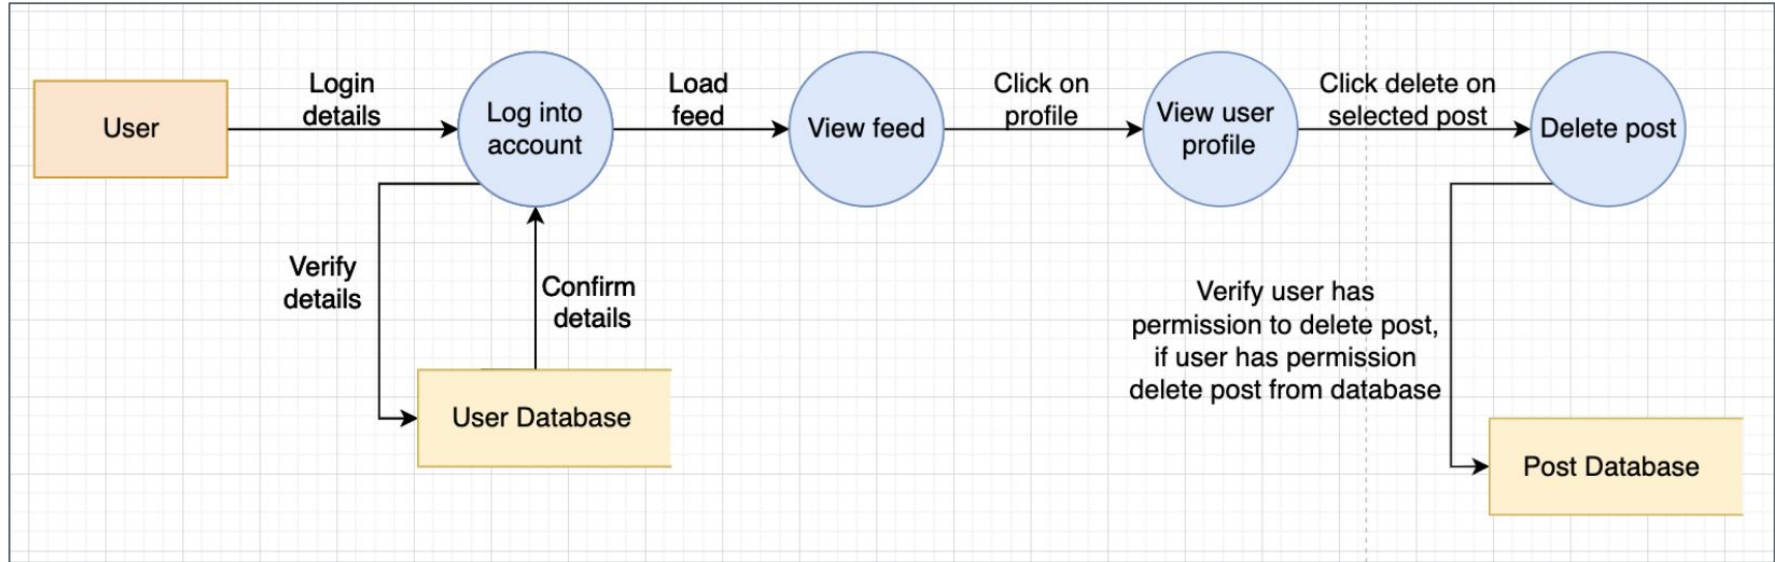 User
Login
details
Log into
account
Load
feed
View feed
Click on
profile
View user
profile
Click delete on
selected post
Delete post
Verify
details
Confirm
details
User Database
Verify user has
permission to delete post,
if user has permission
delete post from database
Post Database